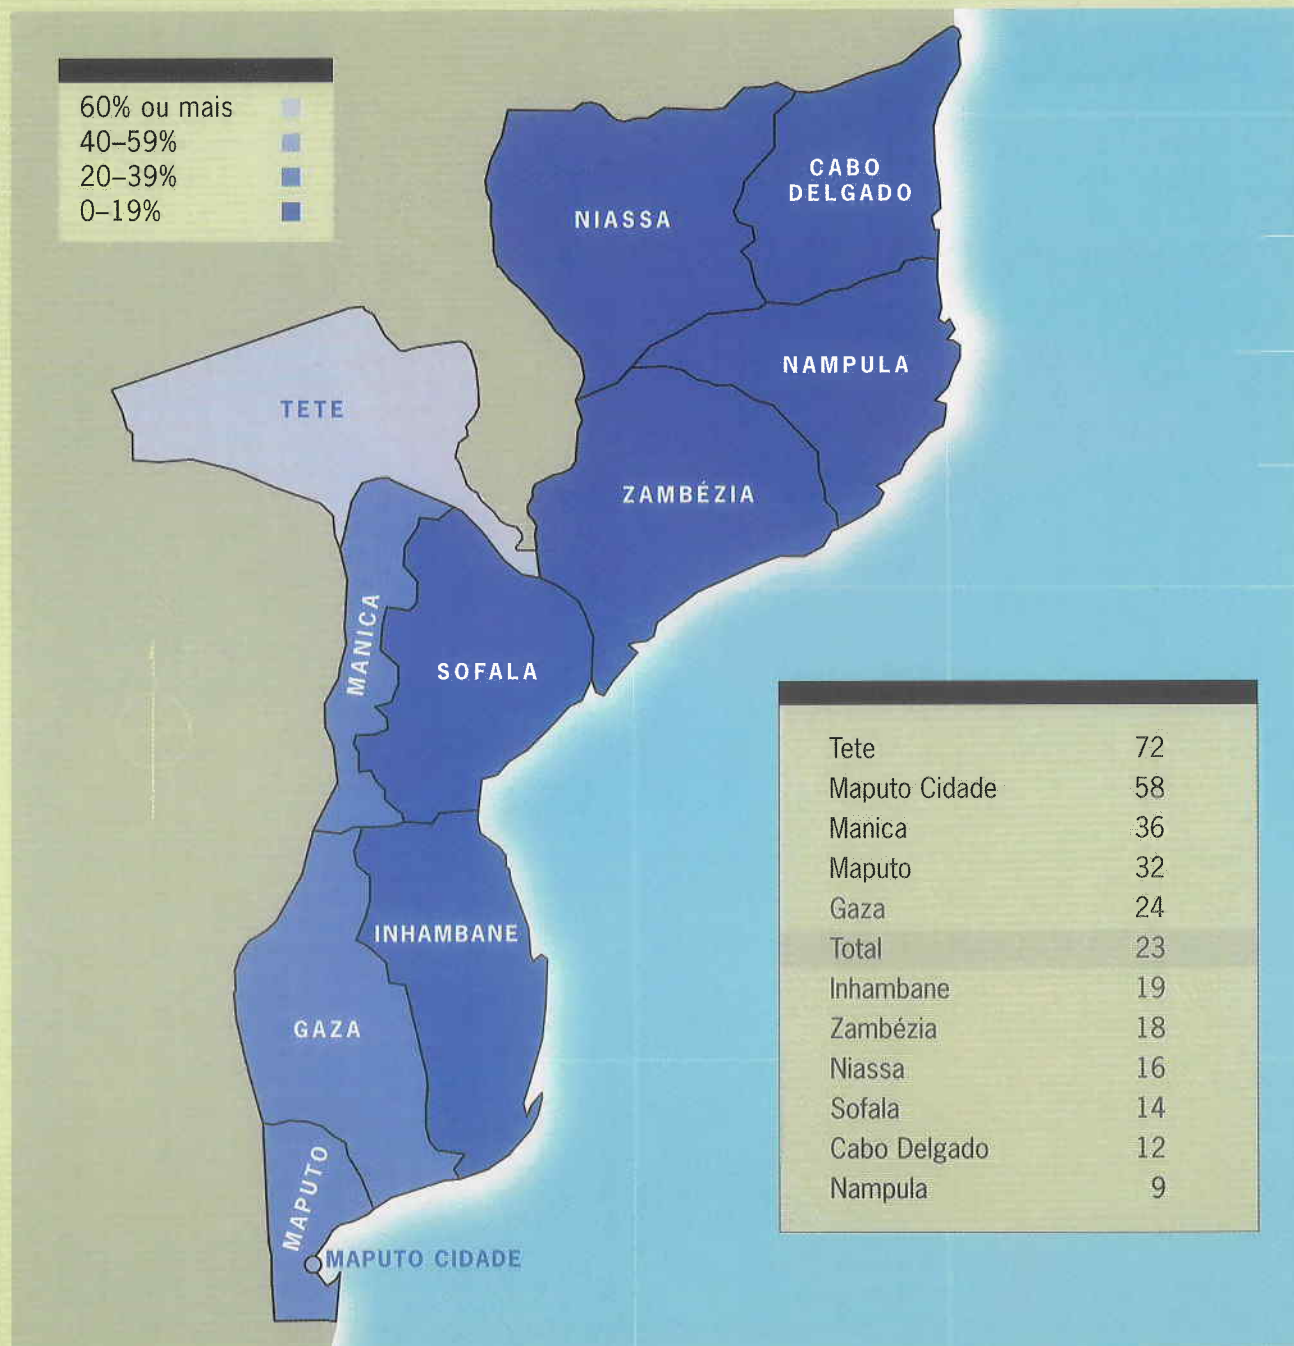 60% ou mais
40–59%
20–39%
0–19%
CABO
DELGADO
NIASSA
NAMPULA
TETE
ZAMBÉZIA
MANICA
SOFALA
INHAMBANE
GAZA
MAPUTO
MAPUTO CIDADE
Tete 72
Maputo Cidade 58
Manica 36
Maputo 32
Gaza 24
Total 23
Inhambane 19
Zambézia 18
Niassa 16
Sofala 14
Cabo Delgado 12
Nampula 9